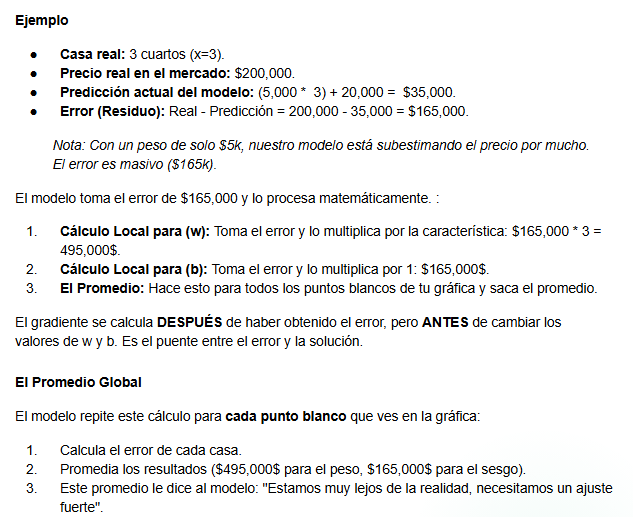 Ejemplo
● Casa real: 3 cuartos (x=3).
● Precio real en el mercado: $200,000.
● Predicción actual del modelo: (5,000 * 3) + 20,000 = $35,000.
● Error (Residuo): Real - Predicción = 200,000 - 35,000 = $165,000.
Nota: Con un peso de solo $5k, nuestro modelo está subestimando el precio por mucho.
El error es masivo ($165k).
El modelo toma el error de $165,000 y lo procesa matemáticamente. :
1. Cálculo Local para (w): Toma el error y lo multiplica por la característica: $165,000 * 3 =
495,000$.
2. Cálculo Local para (b): Toma el error y lo multiplica por 1: $165,000$.
3. El Promedio: Hace esto para todos los puntos blancos de tu gráfica y saca el promedio.
El gradiente se calcula DESPUÉS de haber obtenido el error, pero ANTES de cambiar los
valores de w y b. Es el puente entre el error y la solución.
El Promedio Global
El modelo repite este cálculo para cada punto blanco que ves en la gráfica:
1. Calcula el error de cada casa.
2. Promedia los resultados ($495,000$ para el peso, $165,000$ para el sesgo).
3. Este promedio le dice al modelo: "Estamos muy lejos de la realidad, necesitamos un ajuste
fuerte".